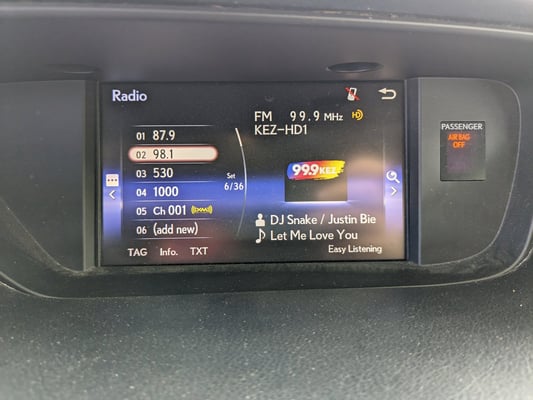 Radio
FM 99.9 MHz
KEZ-HD1
01 87.9
02 98.1
03 530
04 1000
05 Ch 001
06 (add new)
Set
6/36
99.9 KEZ
DJ Snake / Justin Bie
Let Me Love You
Easy Listening
TAG Info. TXT
PASSENGER
AIR BAG
OFF